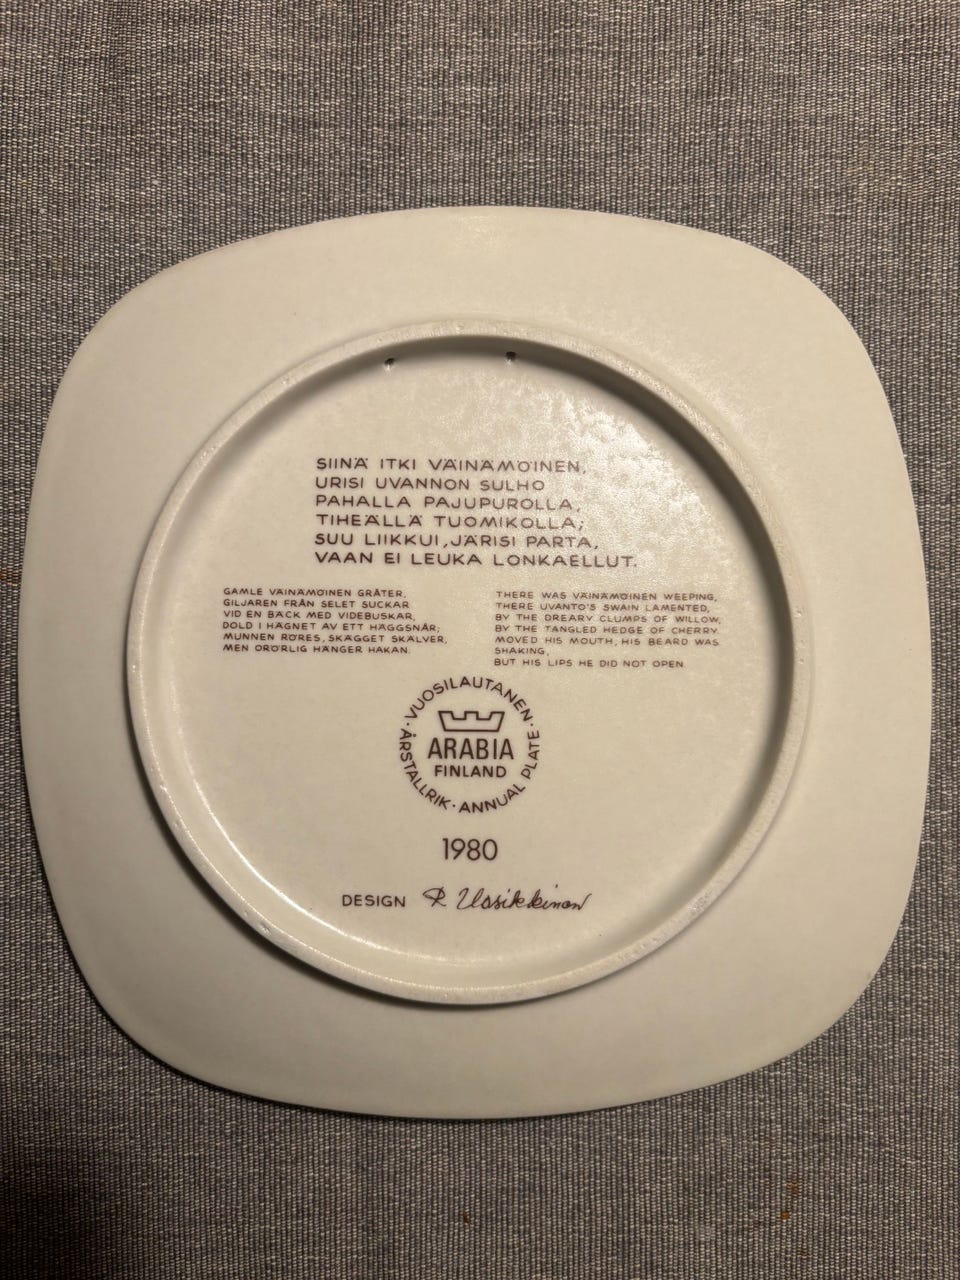 SIINÄ ITKI VÄINÄMÖINEN,
URISI UVANNON SULHO
PAHALLA PAJUPUROLLA,
TIHEÄLLÄ TUOMIKOLLA;
SUU LIIKKUI, JÄRISI PARTA,
VAAN EI LEUKA LONKAELLUT.
GAMLE VÄINÄMÖINEN GRÅTER,
GILJAREN FRÅN SELET SUCKAR
VID EN BÄCK MED VIDEBUSKAR,
DOLD I HÄGNET AV ETT HÄGGSNÅR;
MUNNEN RÖRES, SKÄGGET SKÄLVER,
MEN ORÖRLIG HÄNGER HAKAN.
THERE WAS VÄINÄMÖINEN WEEPING,
THERE UVANTO'S SWAIN LAMENTED,
BY THE DREARY CLUMPS OF WILLOW,
BY THE TANGLED HEDGE OF CHERRY
MOVED HIS MOUTH, HIS BEARD WAS
SHAKING,
BUT HIS LIPS HE DID NOT OPEN.
·VUOSILAUTANEN·
ARABIA
FINLAND
ÅRSTALLRIK · ANNUAL PLATE
1980
DESIGN R Uosikkinen